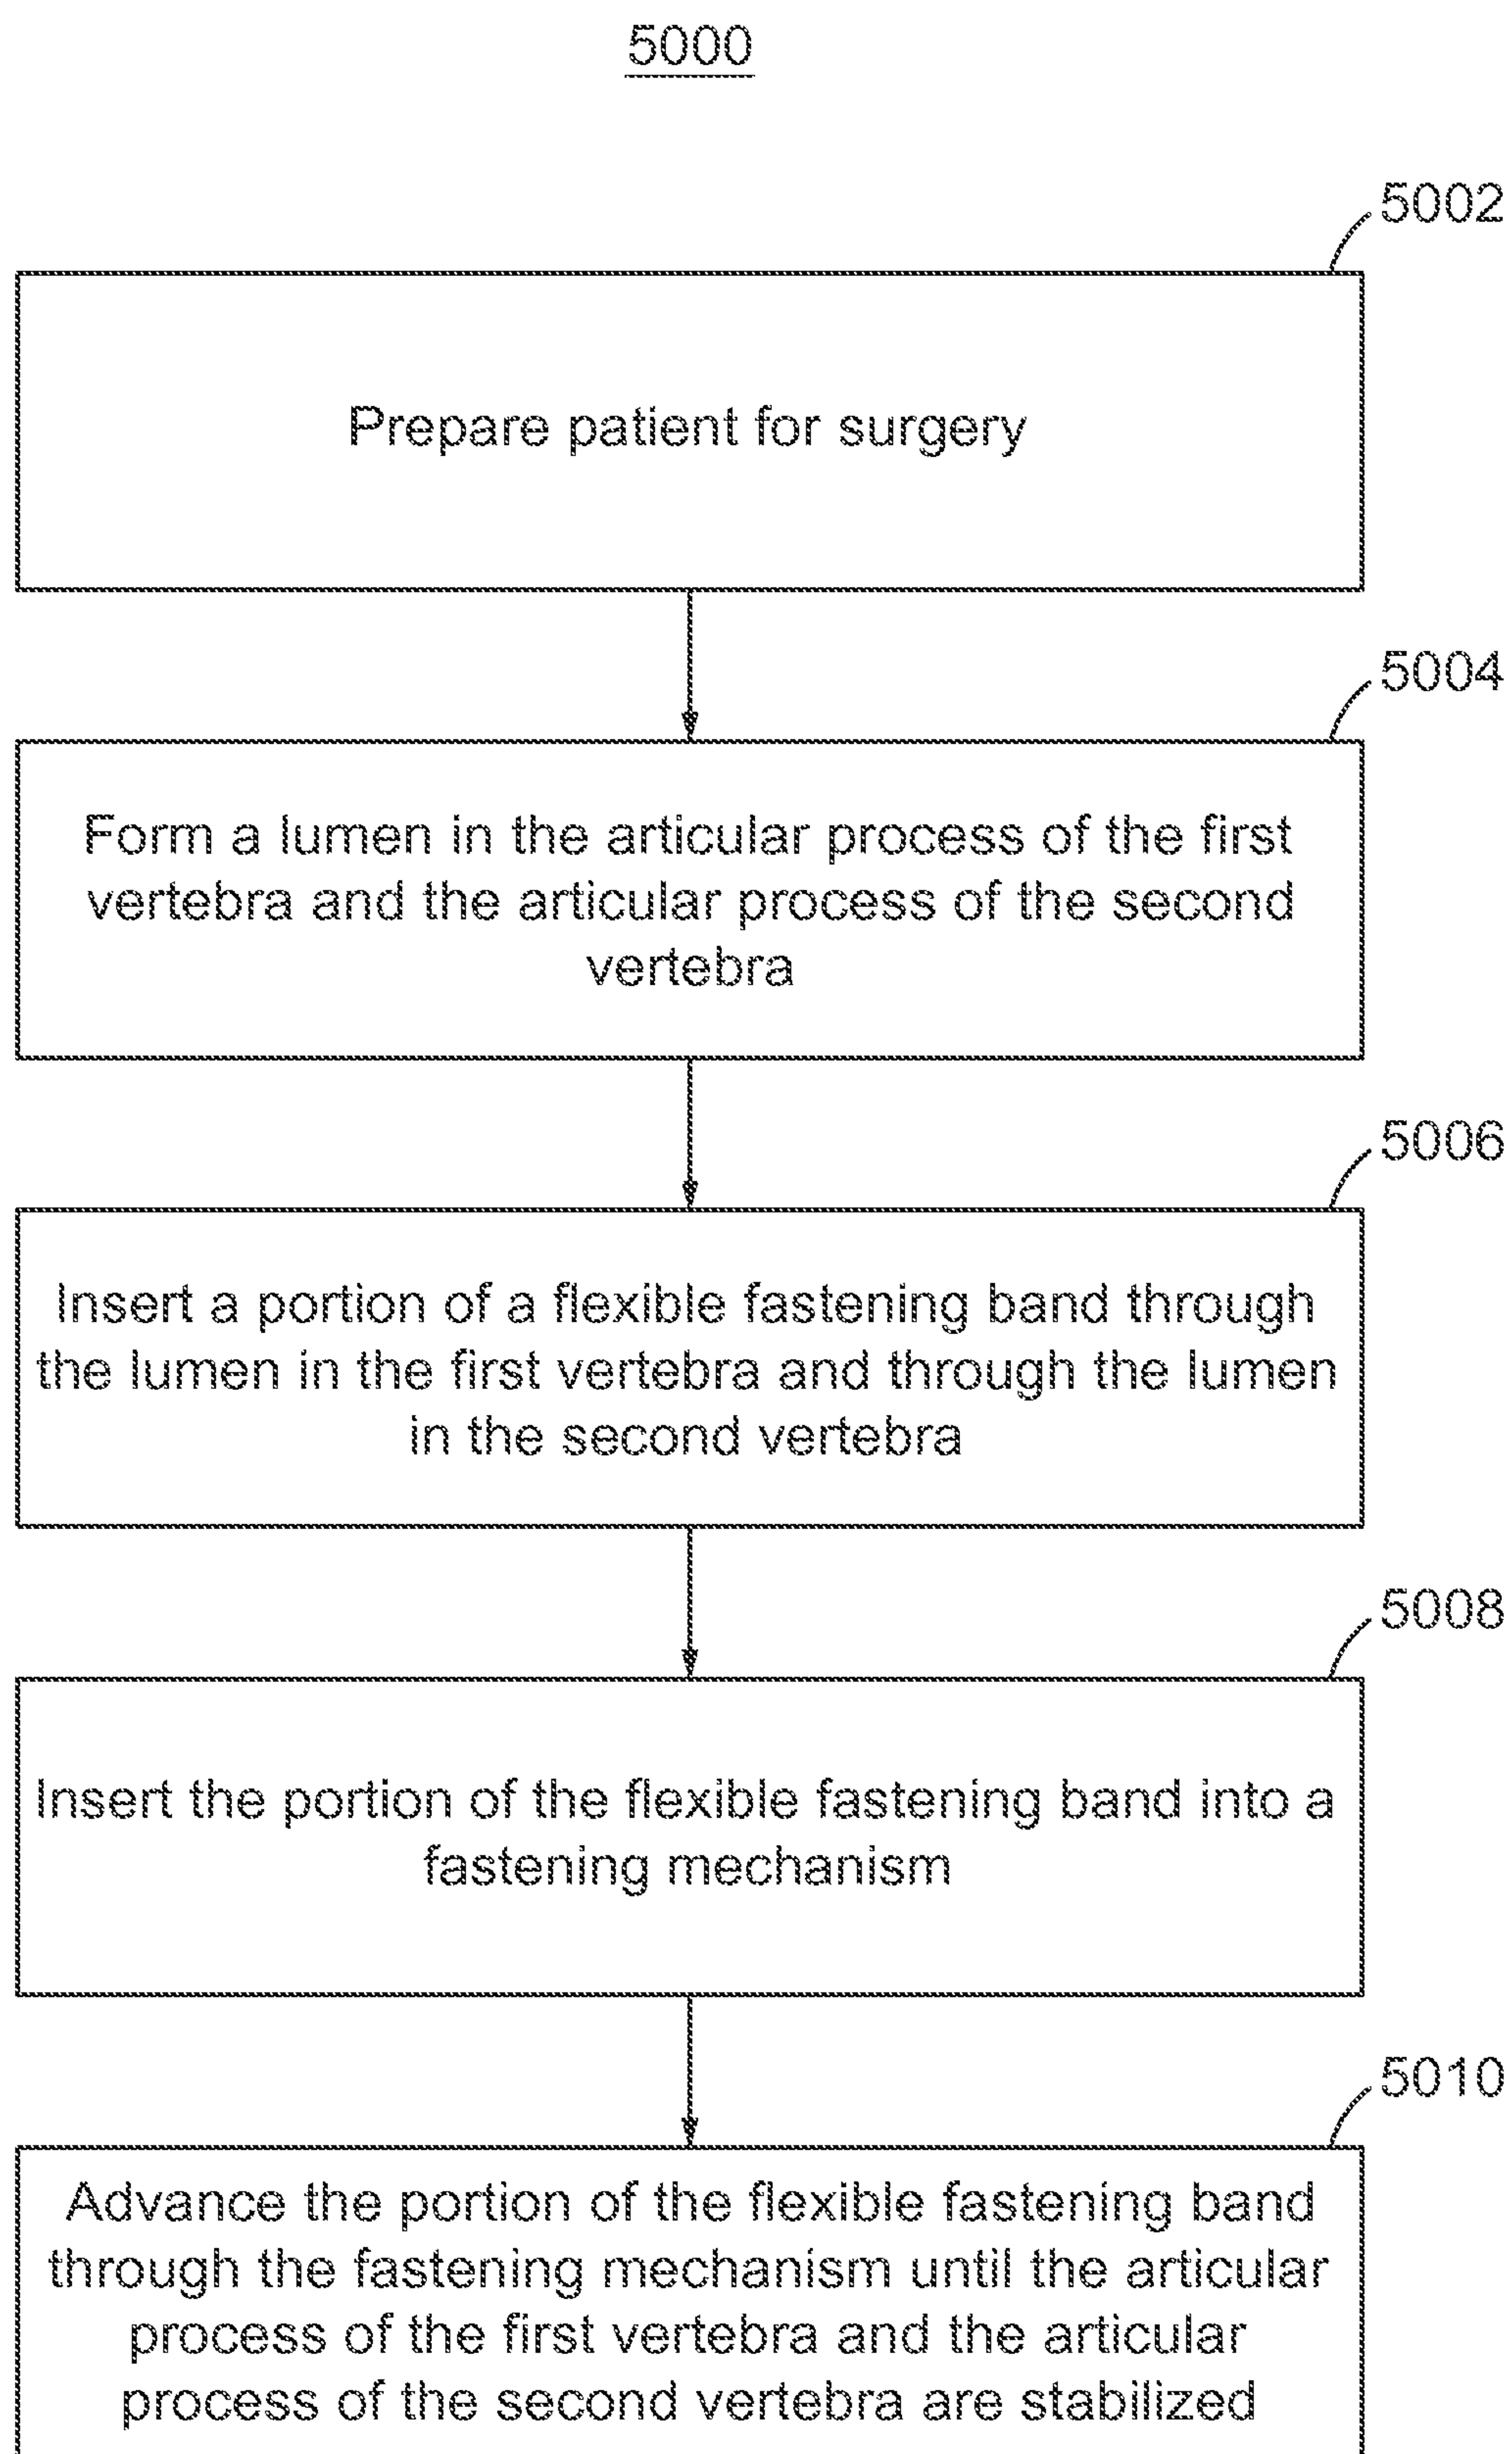 5000
5002
Prepare patient for surgery
5004
Form a lumen in the articular process of the first
vertebra and the articular process of the second
vertebra
5006
Insert a portion of a flexible fastening band through
the lumen in the first vertebra and through the lumen
in the second vertebra
5008
Insert the portion of the flexible fastening band into a
fastening mechanism
5010
Advance the portion of the flexible fastening band
through the fastening mechanism until the articular
process of the first vertebra and the articular
process of the second vertebra are stabilized